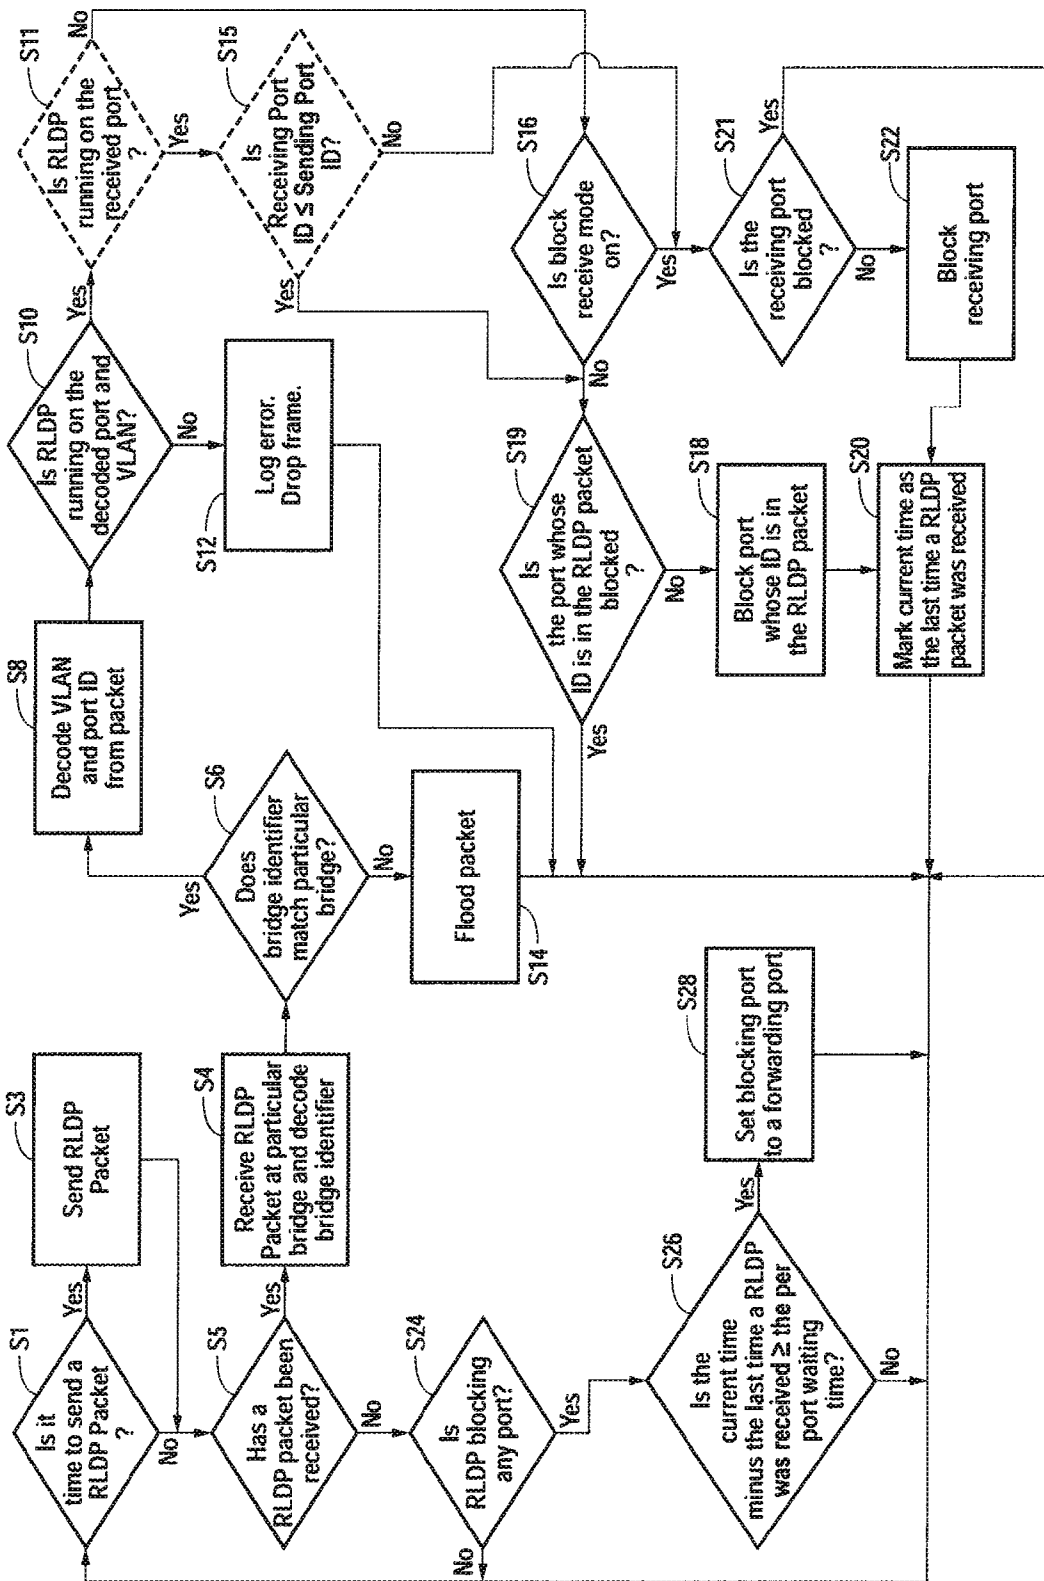 S1
Is it
time to send a
RLDP Packet
?
Yes
No
S3
Send RLDP
Packet
S5
Has a
RLDP packet been
received?
Yes
No
S4
Receive RLDP
Packet at particular
bridge and decode
bridge identifier
S6
Does
bridge identifier
match particular
bridge?
Yes
No
S8
Decode VLAN
and port ID
from packet
S10
Is RLDP
running on the
decoded port and
VLAN?
Yes
No
S11
Is RLDP
running on the
received port
?
No
Yes
S12
Log error.
Drop frame.
S15
Is
Receiving Port
ID ≤ Sending Port
ID?
Yes
No
S14
Flood packet
S24
Is
RLDP blocking
any port?
No
Yes
S26
Is the
current time
minus the last time a RLDP
was received ≥ the per
port waiting
time?
Yes
No
S28
Set blocking port
to a forwarding port
S19
Is
the port whose
ID is in the RLDP packet
blocked
?
Yes
No
S16
Is block
receive mode
on?
No
Yes
S18
Block port
whose ID is in
the RLDP packet
S21
Is the
receiving port
blocked
?
Yes
No
S20
Mark current time as
the last time a RLDP
packet was received
S22
Block
receiving port